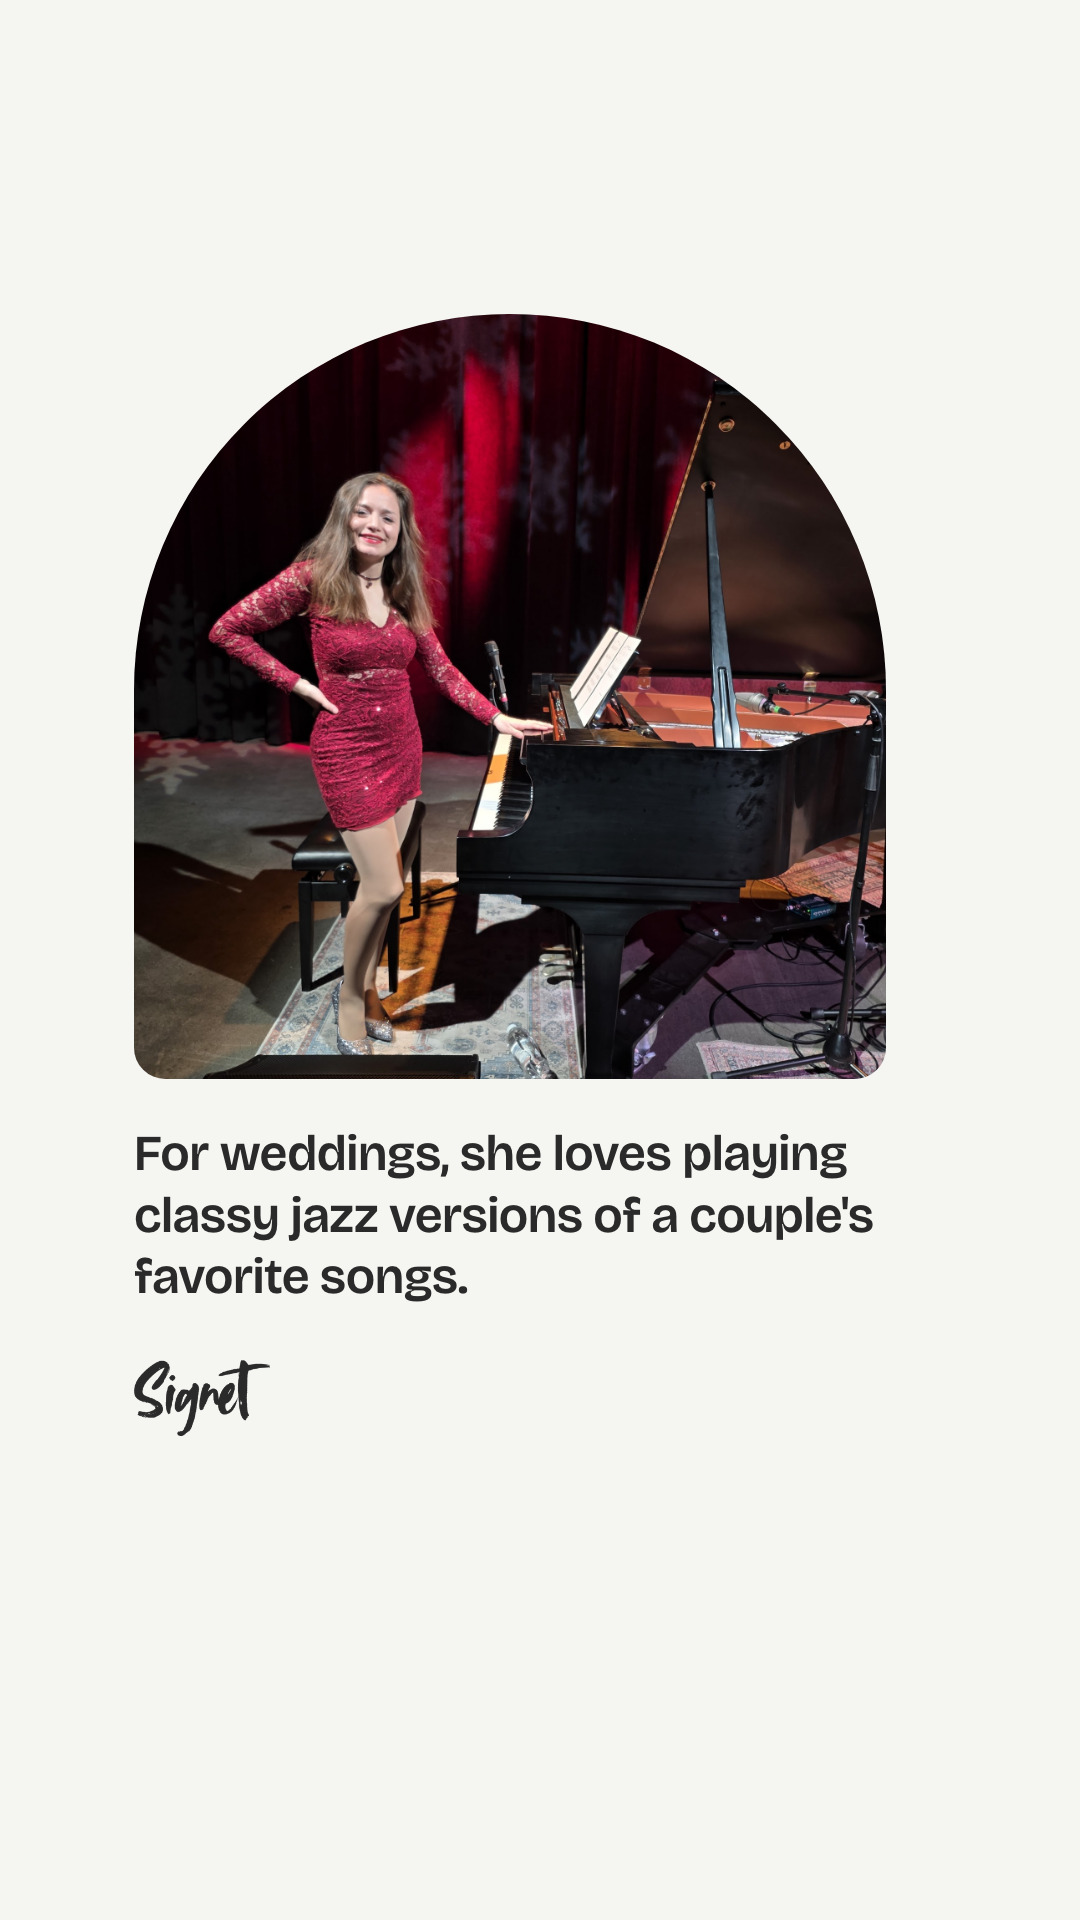 For weddings, she loves playing
classy jazz versions of a couple's
favorite songs.
Signet